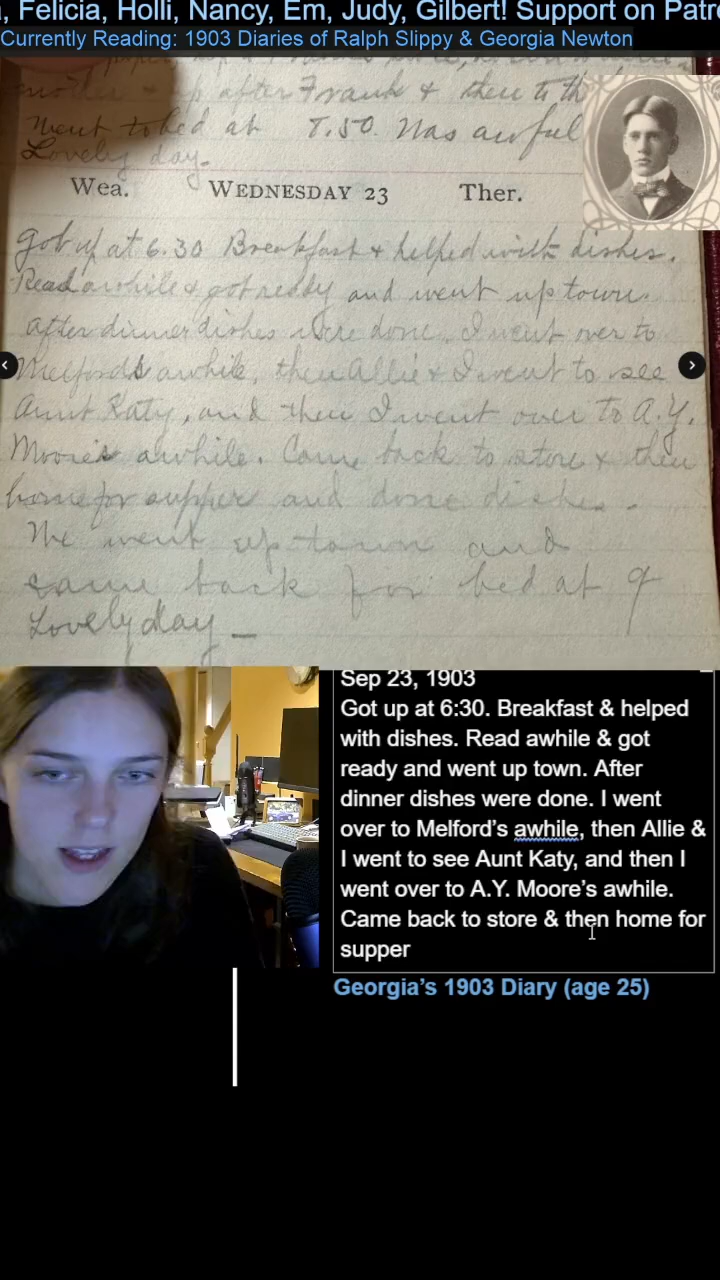 , Felicia, Holli, Nancy, Em, Judy, Gilbert! Support on Patr
Currently Reading: 1903 Diaries of Ralph Slippy & Georgia Newton
after Frank & then to th
Went to bed at 7.50. Was awful
Lovely day.
Wea. WEDNESDAY 23 Ther.
got up at 6.30 Breakfast & helped with dishes.
Read awhile & got ready and went up town.
After dinner dishes were done. I went over to
Melford's awhile, then Allie & I went to see
Aunt Katy, and then I went over to A.Y.
Moore's awhile. Came back to store & then
home for supper and done dishes.
We went up town and
came back for bed at 9
Lovely day
Sep 23, 1903
Got up at 6:30. Breakfast & helped
with dishes. Read awhile & got
ready and went up town. After
dinner dishes were done. I went
over to Melford’s awhile, then Allie &
I went to see Aunt Katy, and then I
went over to A.Y. Moore’s awhile.
Came back to store & then home for
supper
Georgia’s 1903 Diary (age 25)